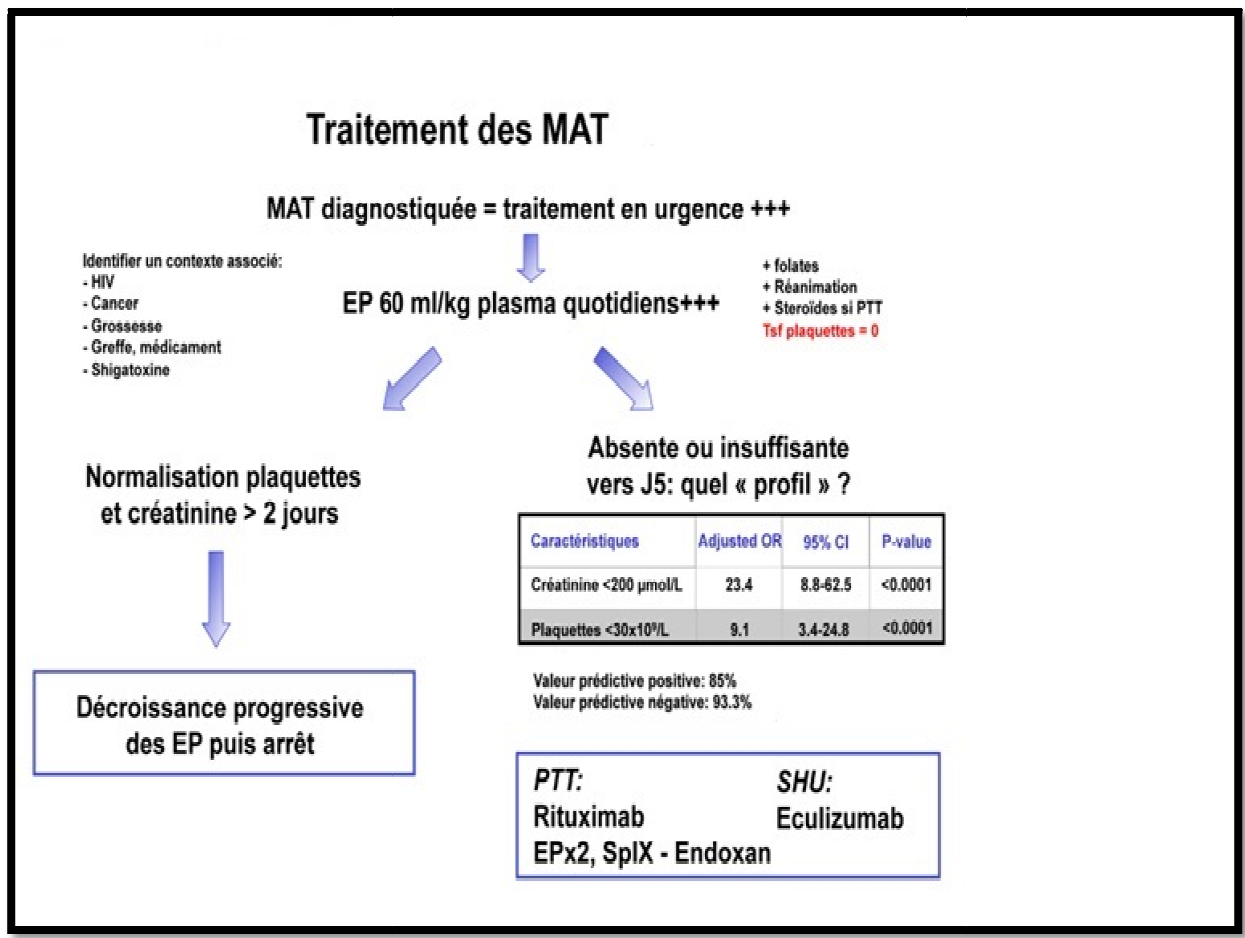 Traitement des MAT
MAT diagnostiquée = traitement en urgence +++
Identifier un contexte associé:
- HIV
- Cancer
- Grossesse
- Greffe, médicament
- Shigatoxine
EP 60 ml/kg plasma quotidiens+++
+ folates
+ Réanimation
+ Steroïdes si PTT
Tsf plaquettes = 0
Normalisation plaquettes
et créatinine > 2 jours
Décroissance progressive
des EP puis arrêt
Absente ou insuffisante
vers J5: quel « profil » ?
Caractéristiques Adjusted OR 95% CI P-value
Créatinine <200 µmol/L 23.4 8.8-62.5 <0.0001
Plaquettes <30x10⁹/L 9.1 3.4-24.8 <0.0001
Valeur prédictive positive: 85%
Valeur prédictive négative: 93.3%
PTT: SHU:
Rituximab Eculizumab
EPx2, SplX - Endoxan